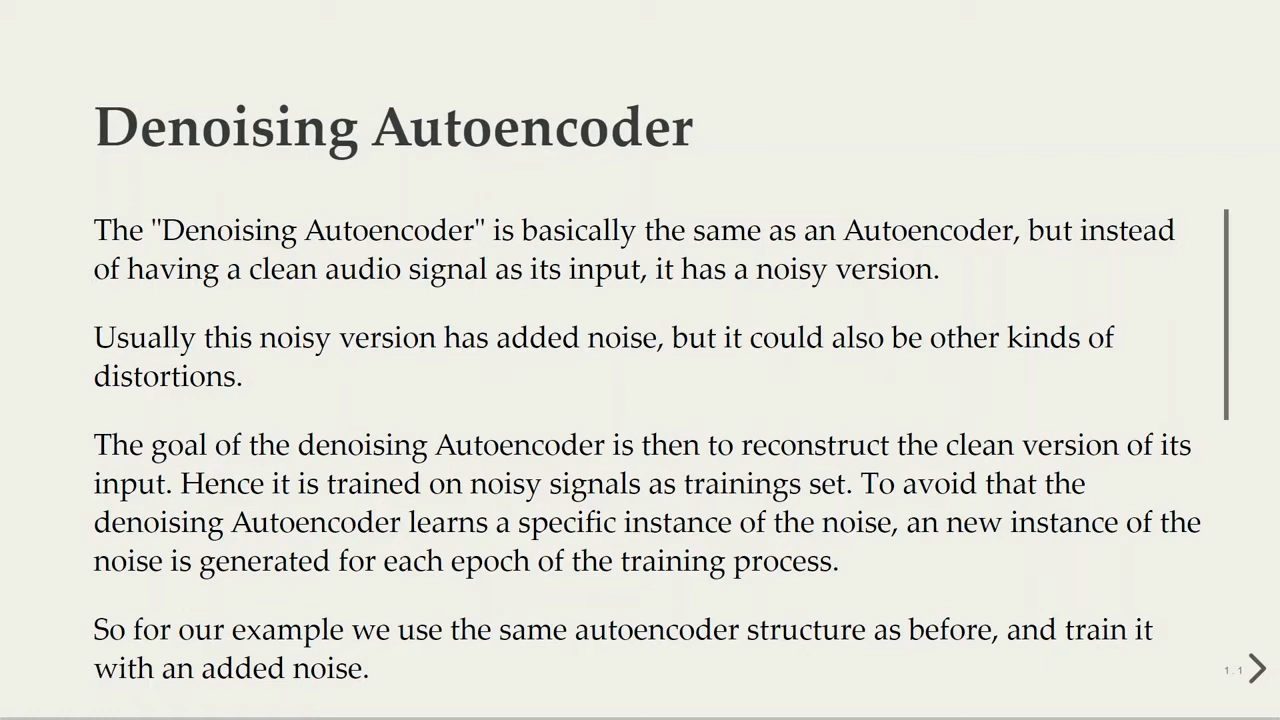 Denoising Autoencoder
The "Denoising Autoencoder" is basically the same as an Autoencoder, but instead
of having a clean audio signal as its input, it has a noisy version.
Usually this noisy version has added noise, but it could also be other kinds of
distortions.
The goal of the denoising Autoencoder is then to reconstruct the clean version of its
input. Hence it is trained on noisy signals as trainings set. To avoid that the
denoising Autoencoder learns a specific instance of the noise, an new instance of the
noise is generated for each epoch of the training process.
So for our example we use the same autoencoder structure as before, and train it
with an added noise.
1.1